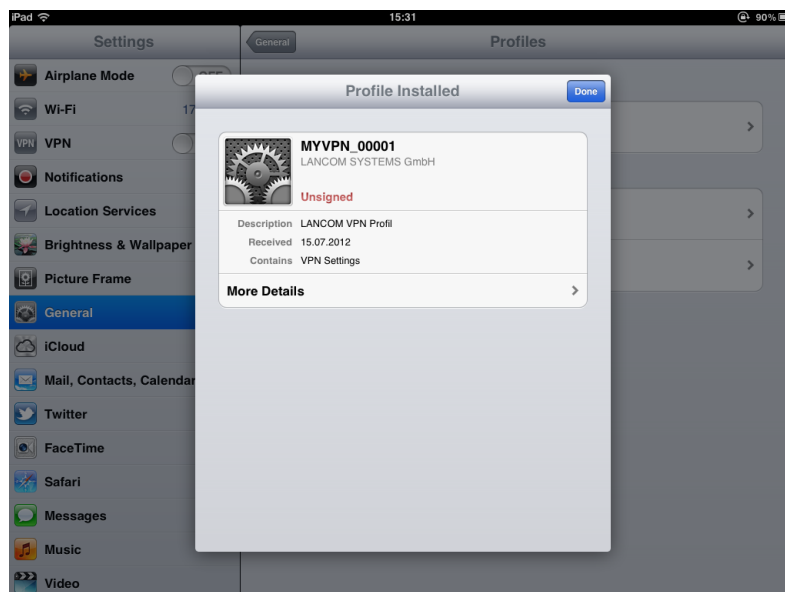 iPad
15:31
90%
Settings
General
Profiles
Airplane Mode
OFF
Profile Installed
Done
Wi-Fi
17
VPN
VPN
MYVPN_00001
LANCOM SYSTEMS GmbH
Unsigned
Notifications
Location Services
Description LANCOM VPN Profil
Received 15.07.2012
Contains VPN Settings
Brightness & Wallpaper
Picture Frame
More Details
General
iCloud
Mail, Contacts, Calendar
Twitter
FaceTime
Safari
Messages
Music
Video